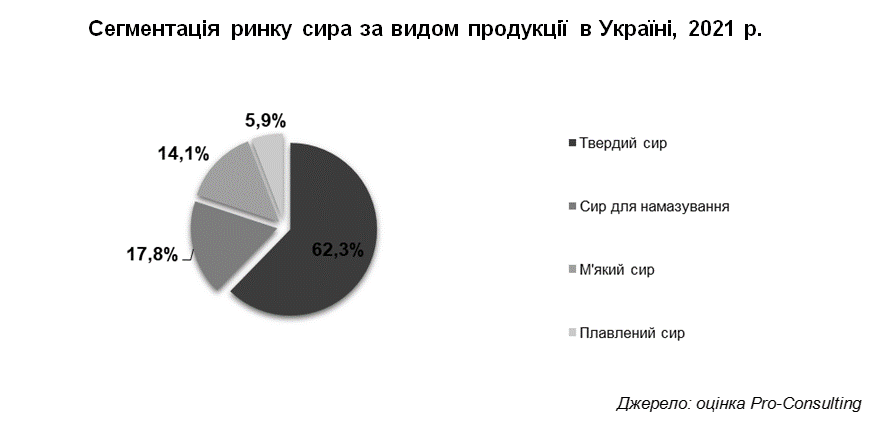 Сегментація ринку сира за видом продукції в Україні, 2021 р.
5,9%
14,1%
17,8%
62,3%
Твердий сир
Сир для намазування
М'який сир
Плавлений сир
Джерело: оцінка Pro-Consulting